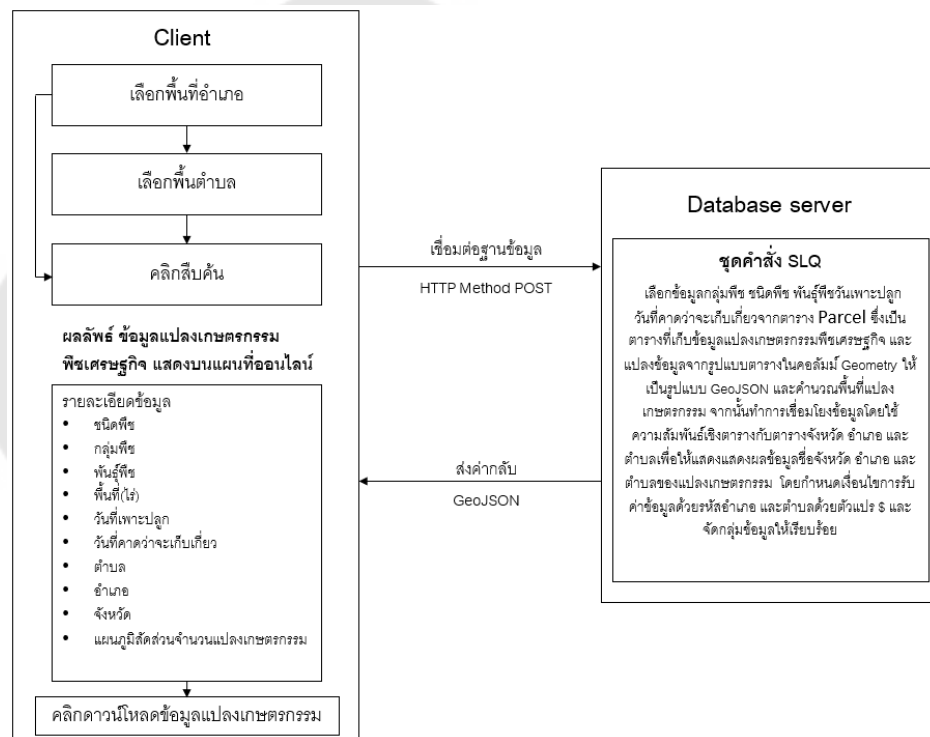 Client
เลือกพื้นที่อำเภอ
เลือกพื้นตำบล
คลิกสืบค้น
ผลลัพธ์ ข้อมูลแปลงเกษตรกรรม
พืชเศรษฐกิจ แสดงบนแผนที่ออนไลน์
รายละเอียดข้อมูล
• ชนิดพืช
• กลุ่มพืช
• พันธุ์พืช
• พื้นที่(ไร่)
• วันที่เพาะปลูก
• วันที่คาดว่าจะเก็บเกี่ยว
• ตำบล
• อำเภอ
• จังหวัด
• แผนภูมิสัดส่วนจำนวนแปลงเกษตรกรรม
คลิกดาวน์โหลดข้อมูลแปลงเกษตรกรรม
เชื่อมต่อฐานข้อมูล
HTTP Method POST
ส่งค่ากลับ
GeoJSON
Database server
ชุดคำสั่ง SLQ
เลือกข้อมูลกลุ่มพืช ชนิดพืช พันธุ์พืชวันเพาะปลูก
วันที่คาดว่าจะเก็บเกี่ยวจากตาราง Parcel ซึ่งเป็น
ตารางที่เก็บข้อมูลแปลงเกษตรกรรมพืชเศรษฐกิจ และ
แปลงข้อมูลจากรูปแบบตารางในคอลัมม์ Geometry ให้
เป็นรูปแบบ GeoJSON และคำนวณพื้นที่แปลง
เกษตรกรรม จากนั้นทำการเชื่อมโยงข้อมูลโดยใช้
ความสัมพันธ์เชิงตารางกับตารางจังหวัด อำเภอ และ
ตำบลเพื่อให้แสดงแสดงผลข้อมูลชื่อจังหวัด อำเภอ และ
ตำบลของแปลงเกษตรกรรม โดยกำหนดเงื่อนไขการรับ
ค่าข้อมูลด้วยรหัสอำเภอ และตำบลด้วยตัวแปร $ และ
จัดกลุ่มข้อมูลให้เรียบร้อย